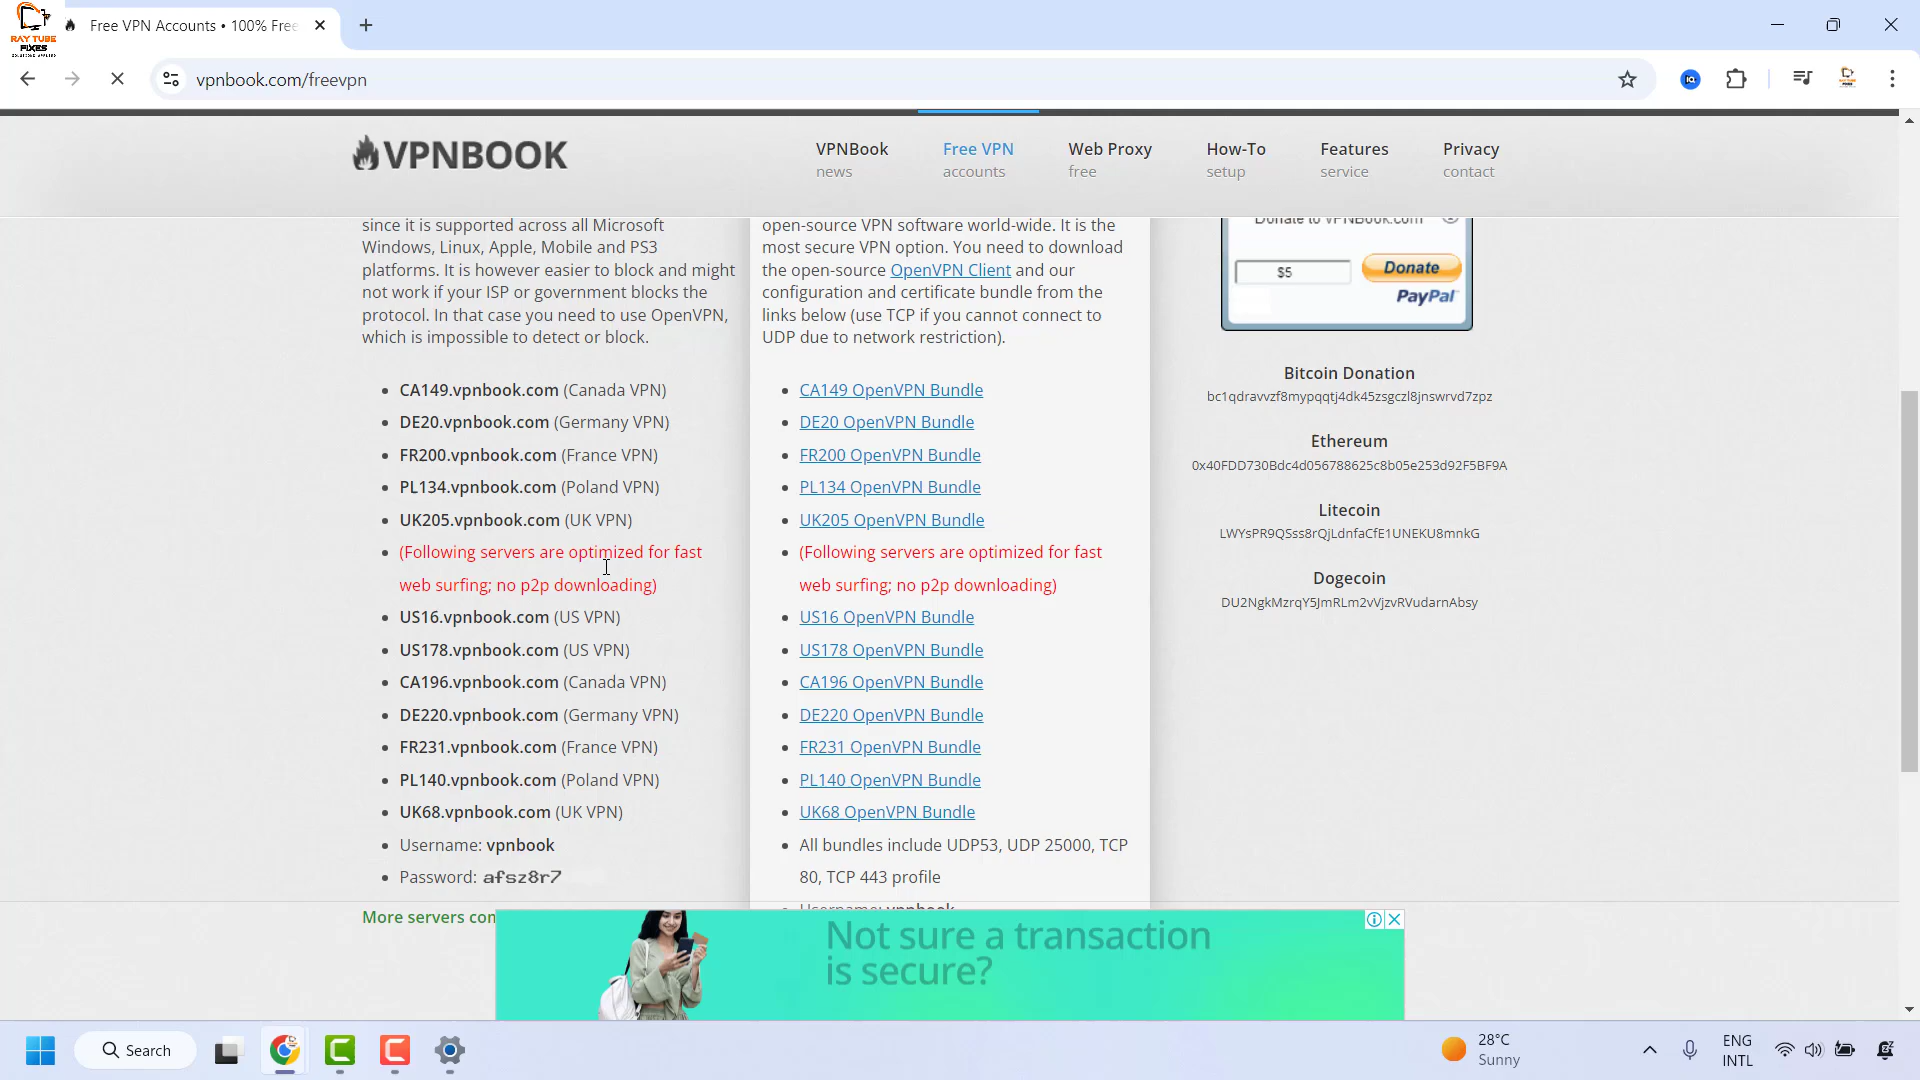 RAY TUBE
FIXES
Free VPN Accounts • 100% Free
vpnbook.com/freevpn
VPNBOOK
VPNBook
news
Free VPN
accounts
Web Proxy
free
How-To
setup
Features
service
Privacy
contact
since it is supported across all Microsoft
Windows, Linux, Apple, Mobile and PS3
platforms. It is however easier to block and might
not work if your ISP or government blocks the
protocol. In that case you need to use OpenVPN,
which is impossible to detect or block.
CA149.vpnbook.com (Canada VPN)
DE20.vpnbook.com (Germany VPN)
FR200.vpnbook.com (France VPN)
PL134.vpnbook.com (Poland VPN)
UK205.vpnbook.com (UK VPN)
(Following servers are optimized for fast
web surfing; no p2p downloading)
US16.vpnbook.com (US VPN)
US178.vpnbook.com (US VPN)
CA196.vpnbook.com (Canada VPN)
DE220.vpnbook.com (Germany VPN)
FR231.vpnbook.com (France VPN)
PL140.vpnbook.com (Poland VPN)
UK68.vpnbook.com (UK VPN)
Username: vpnbook
Password: afsz8r7
More servers com
open-source VPN software world-wide. It is the
most secure VPN option. You need to download
the open-source OpenVPN Client and our
configuration and certificate bundle from the
links below (use TCP if you cannot connect to
UDP due to network restriction).
CA149 OpenVPN Bundle
DE20 OpenVPN Bundle
FR200 OpenVPN Bundle
PL134 OpenVPN Bundle
UK205 OpenVPN Bundle
(Following servers are optimized for fast
web surfing; no p2p downloading)
US16 OpenVPN Bundle
US178 OpenVPN Bundle
CA196 OpenVPN Bundle
DE220 OpenVPN Bundle
FR231 OpenVPN Bundle
PL140 OpenVPN Bundle
UK68 OpenVPN Bundle
All bundles include UDP53, UDP 25000, TCP
80, TCP 443 profile
Username: vpnbook
Donate to VPNBook.com
$5
Donate
PayPal
Bitcoin Donation
bc1qdravvzf8mypqqtj4dk45zsgczl8jnswrvd7zpz
Ethereum
0x40FDD730Bdc4d056788625c8b05e253d92F5BF9A
Litecoin
LWYsPR9QSss8rQjLdnfaCfE1UNEKU8mnkG
Dogecoin
DU2NgkMzrqY5JmRLm2vVjzvRVudarnAbsy
Not sure a transaction
is secure?
Search
28°C
Sunny
ENG
INTL